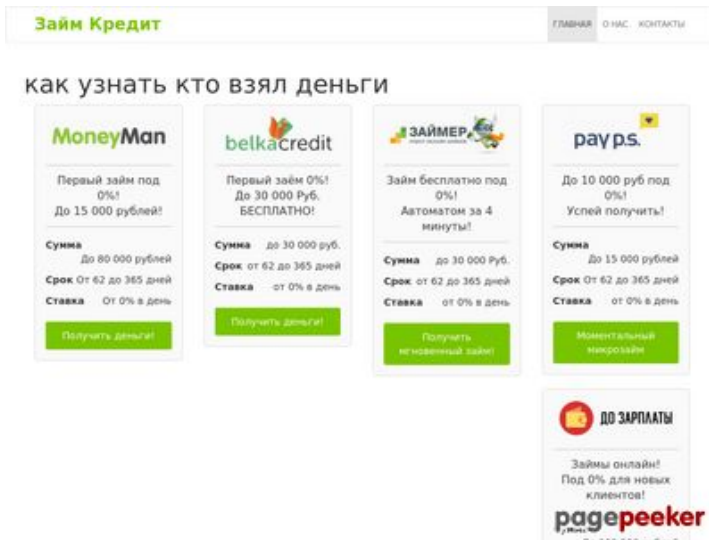 Займ Кредит
ГЛАВНАЯ О НАС КОНТАКТЫ
как узнать кто взял деньги
MoneyMan
Первый займ под
0%!
До 15 000 рублей!
Сумма
До 80 000 рублей
Срок От 62 до 365 дней
Ставка От 0% в день
Получить деньги!
belkacredit
Первый заём 0%!
До 30 000 Руб.
БЕСПЛАТНО!
Сумма до 30 000 руб.
Срок от 62 до 365 дней
Ставка от 0% в день
Получить деньги!
ЗАЙМЕР
Займ бесплатно под
0%!
Автоматом за 4
минуты!
Сумма до 30 000 Руб.
Срок от 62 до 365 дней
Ставка от 0% в день
Получить
мгновенный займ!
pay p.s.
До 10 000 руб под
0%!
Успей получить!
Сумма
До 15 000 рублей
Срок От 62 до 365 дней
Ставка От 0% в день
Моментальный
микрозайм
ДО ЗАРПЛАТЫ
Займы онлайн!
Под 0% для новых
клиентов!
pagepeeker